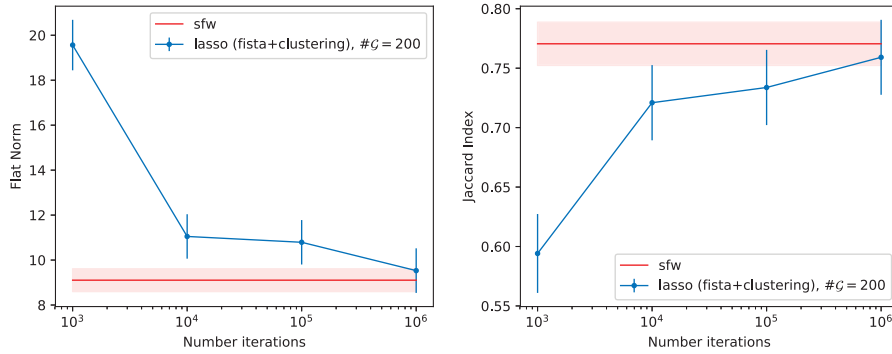 20
18
16
14
12
10
8
Flat Norm
sfw
lasso (fista+clustering), #𝒢 = 200
10³ 10⁴ 10⁵ 10⁶
Number iterations
0.80
0.75
0.70
0.65
0.60
0.55
Jaccard Index
sfw
lasso (fista+clustering), #𝒢 = 200
10³ 10⁴ 10⁵ 10⁶
Number iterations